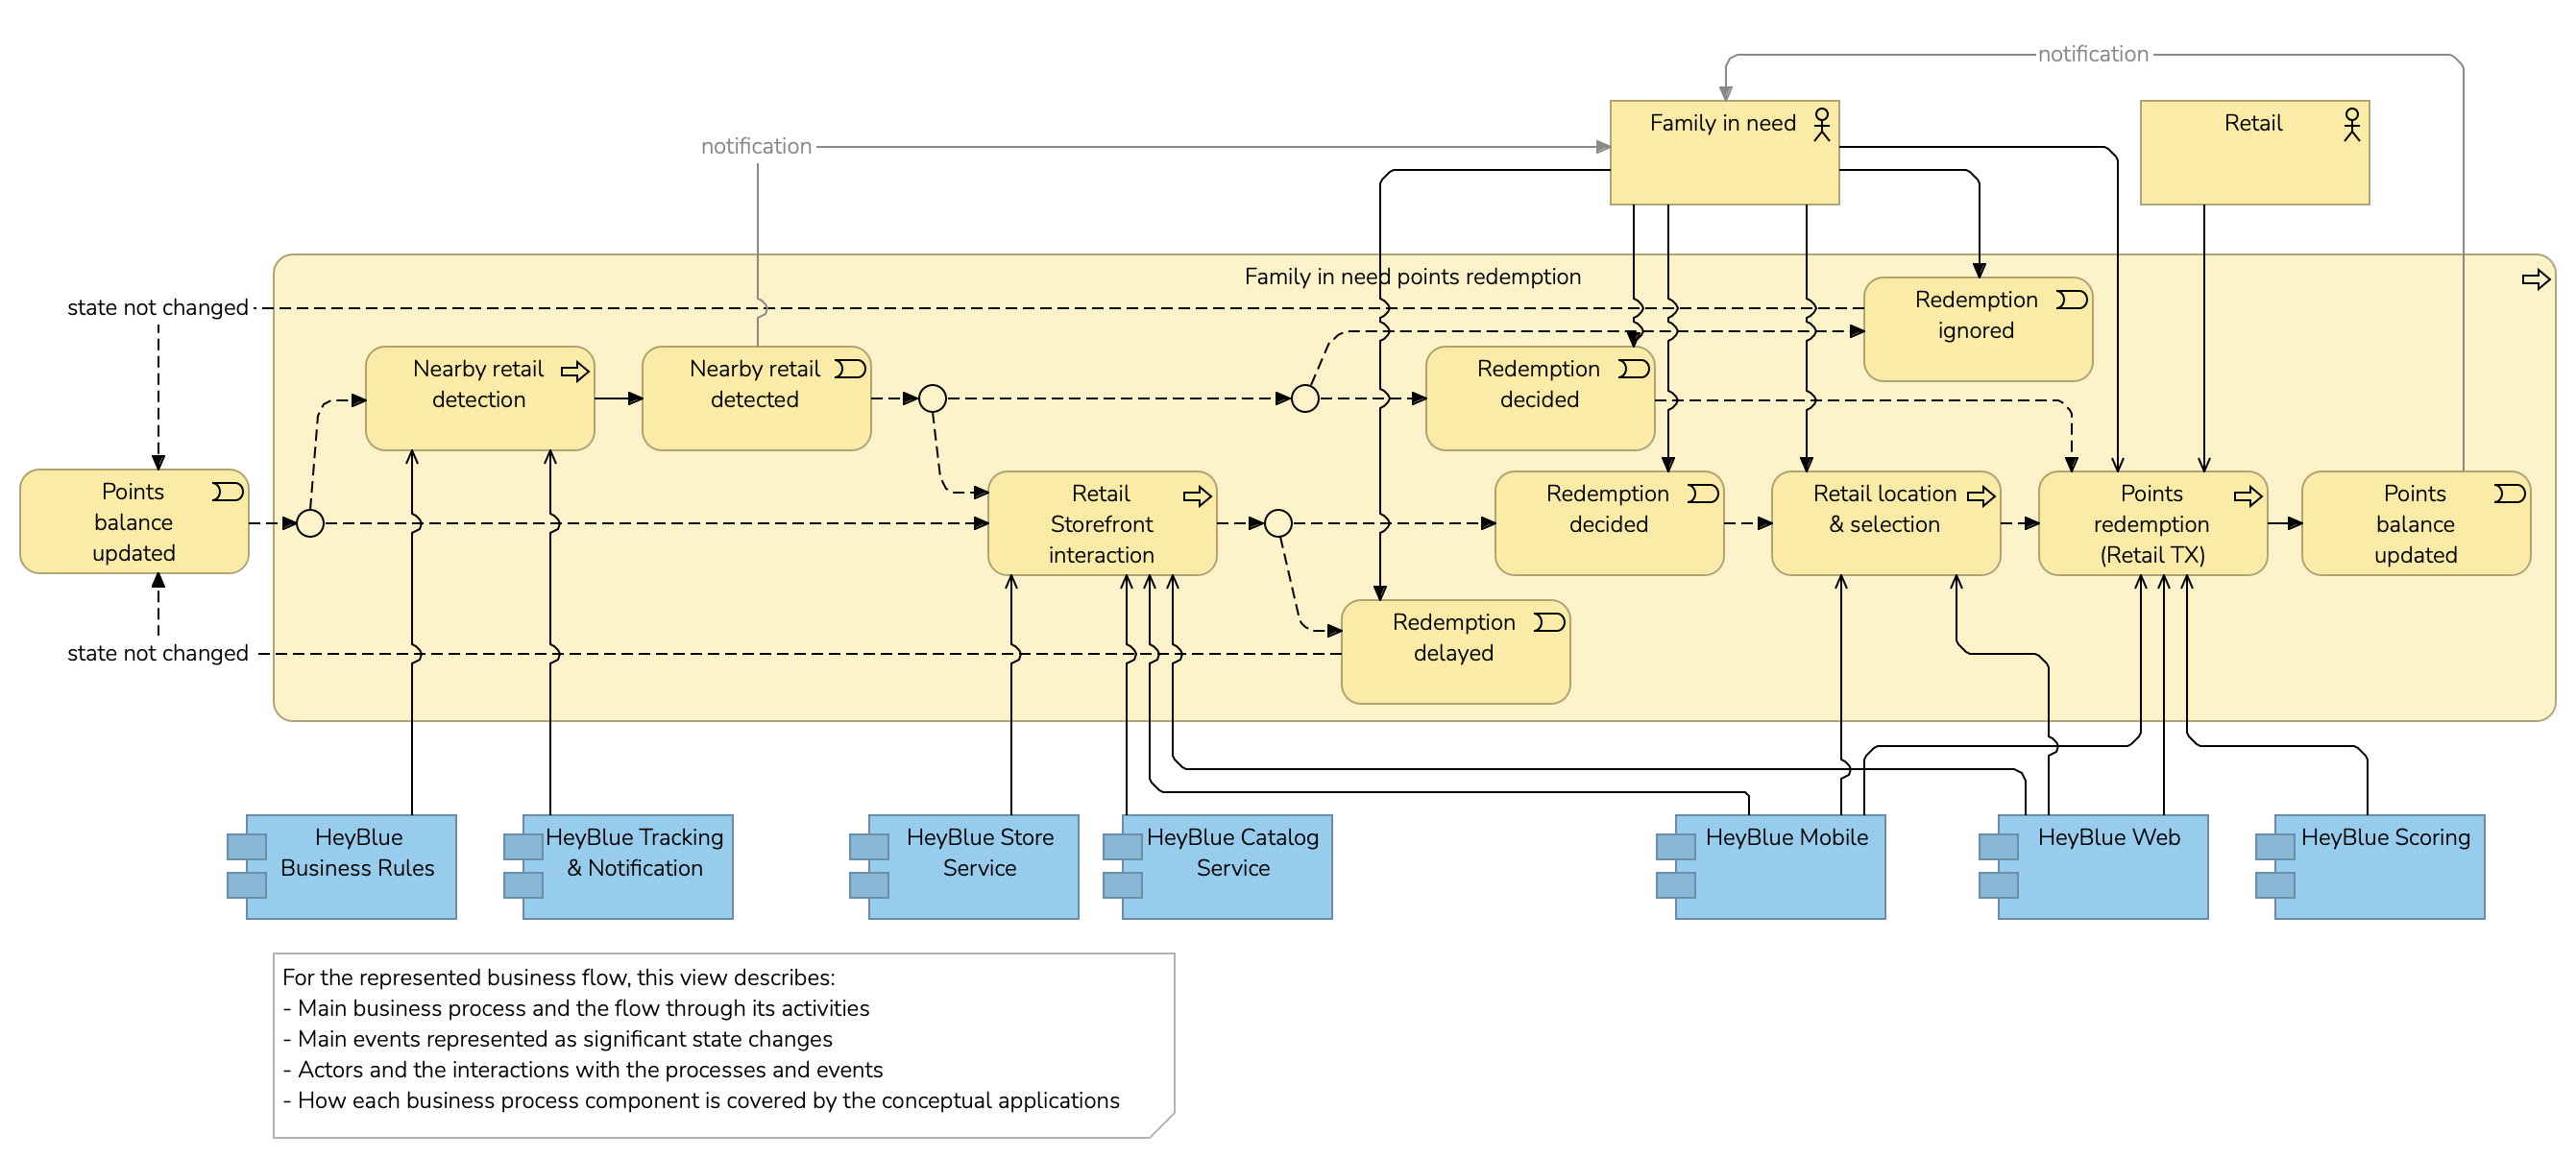 notification
Family in need
Retail
notification
Family in need points redemption
state not changed
Redemption
ignored
Nearby retail
detection
Nearby retail
detected
Redemption
decided
Points
balance
updated
Retail
Storefront
interaction
Redemption
decided
Retail location
& selection
Points
redemption
(Retail TX)
Points
balance
updated
Redemption
delayed
state not changed
HeyBlue
Business Rules
HeyBlue Tracking
& Notification
HeyBlue Store
Service
HeyBlue Catalog
Service
HeyBlue Mobile
HeyBlue Web
HeyBlue Scoring
For the represented business flow, this view describes:
- Main business process and the flow through its activities
- Main events represented as significant state changes
- Actors and the interactions with the processes and events
- How each business process component is covered by the conceptual applications